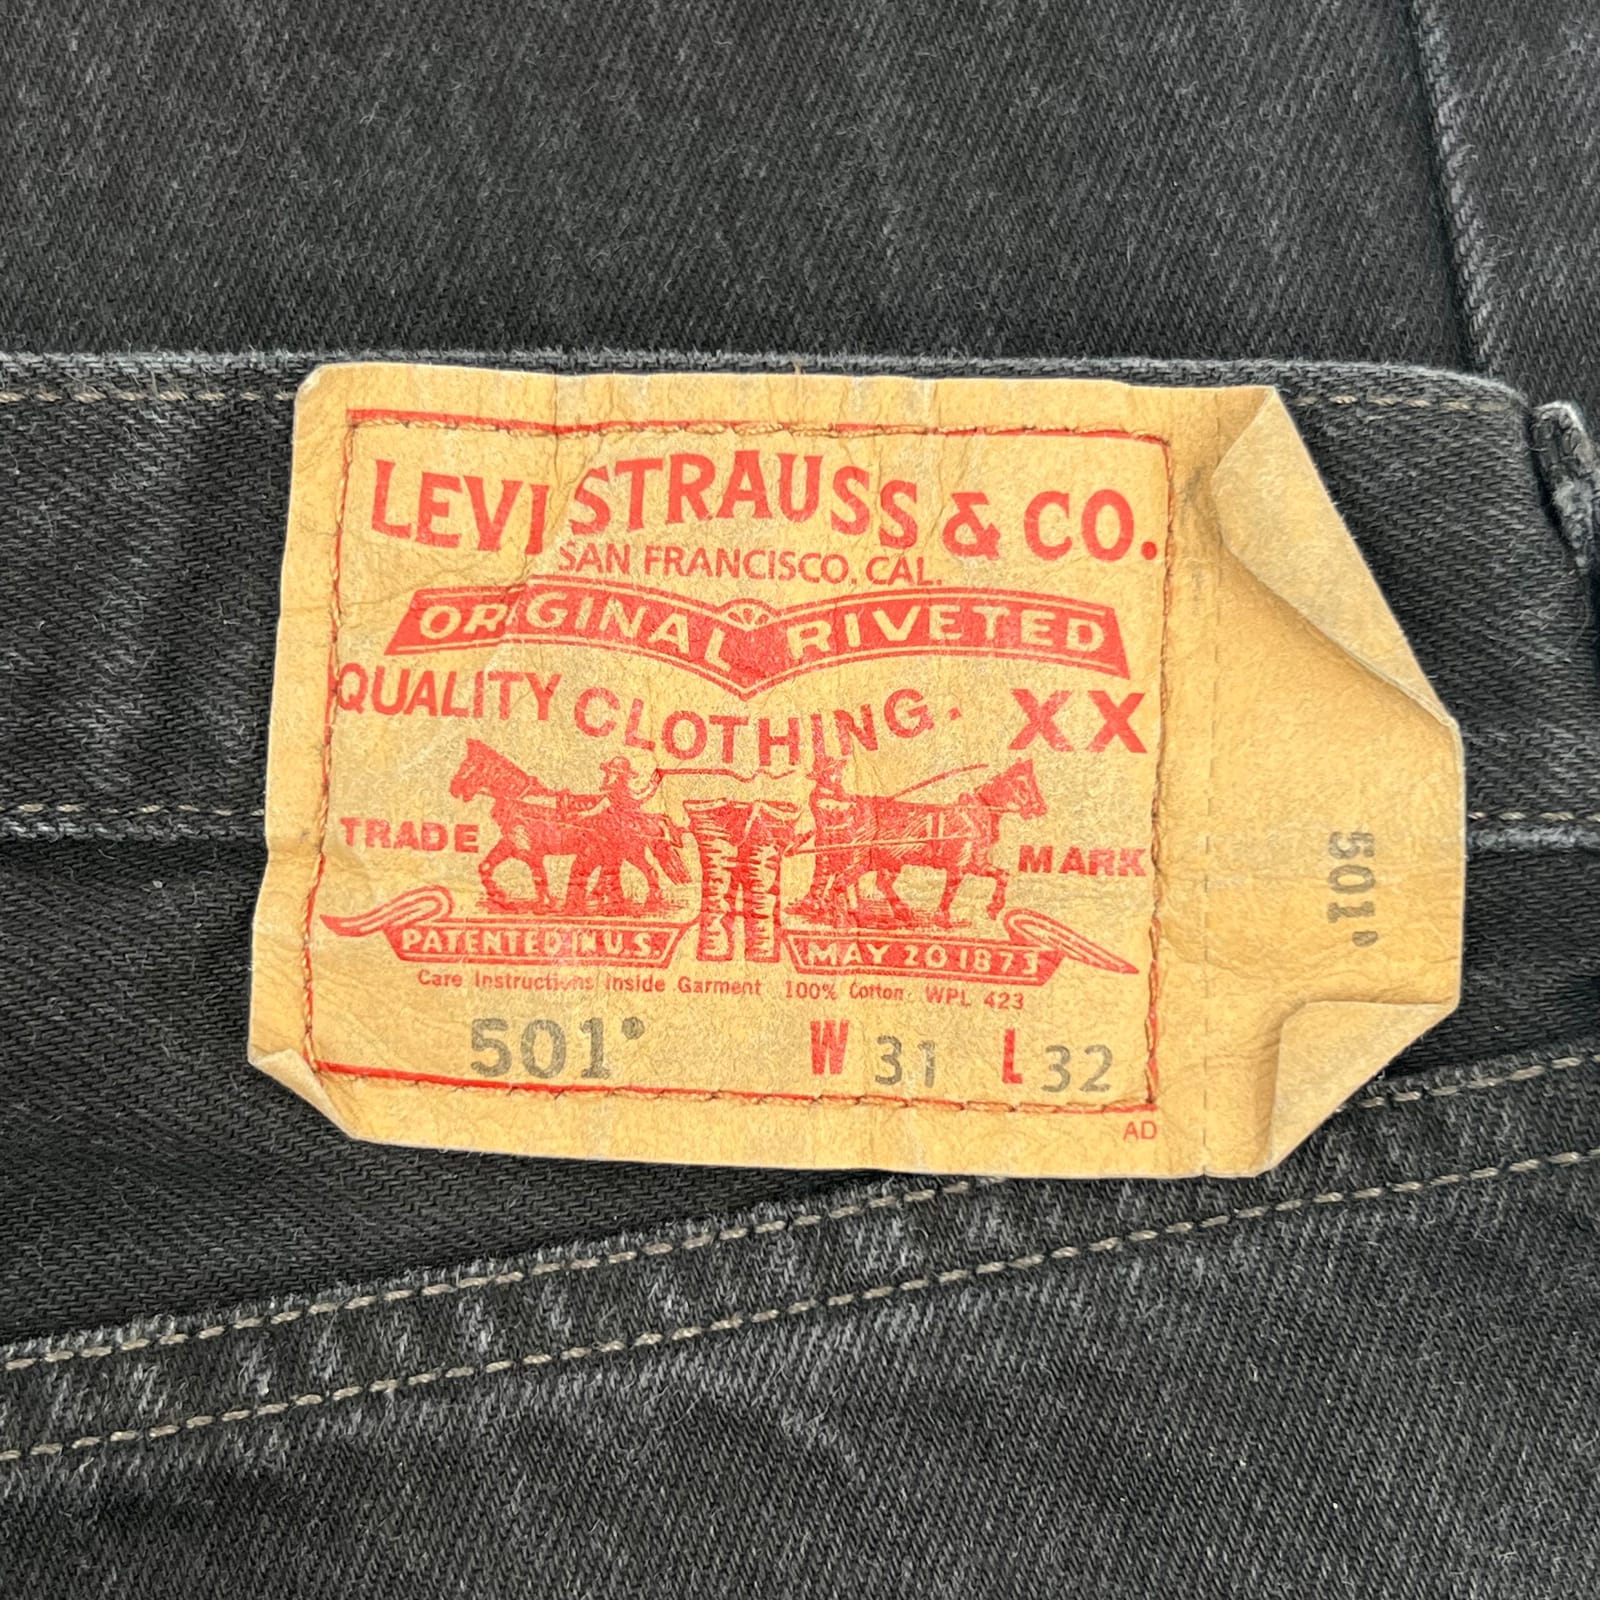 LEVI STRAUSS & CO.
SAN FRANCISCO, CAL.
ORIGINAL RIVETED
QUALITY CLOTHING. XX
TRADE MARK
PATENTED IN U.S. MAY 20 1873
Care Instructions Inside Garment 100% Cotton WPL 423
501® W 31 L 32
AD
501®